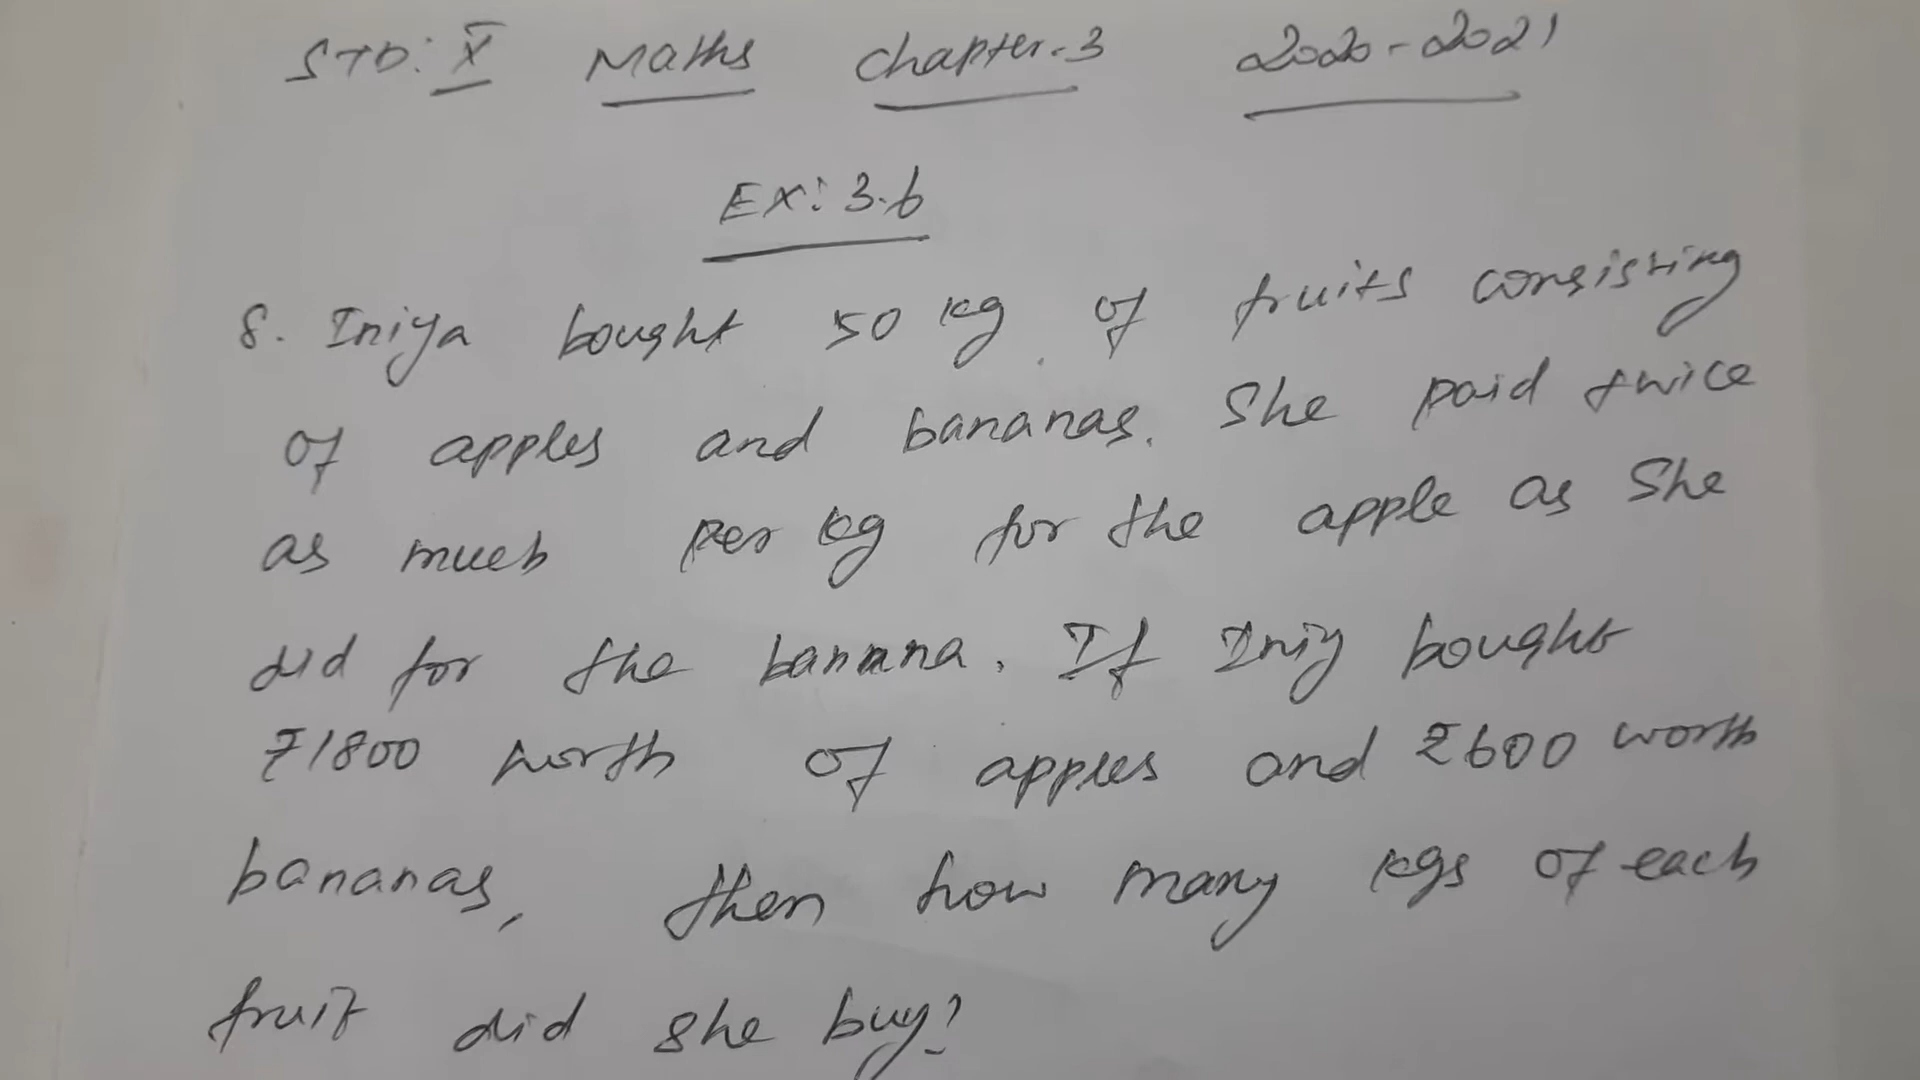 STD: X Maths Chapter-3 2020-2021
EX: 3.6
8. Iniya bought 50 kg of fruits consisting
of apples and bananas. She paid twice
as much per kg for the apple as She
did for the banana. If Iniy bought
₹1800 worth of apples and ₹600 worth
bananas, then how many kgs of each
fruit did she buy?